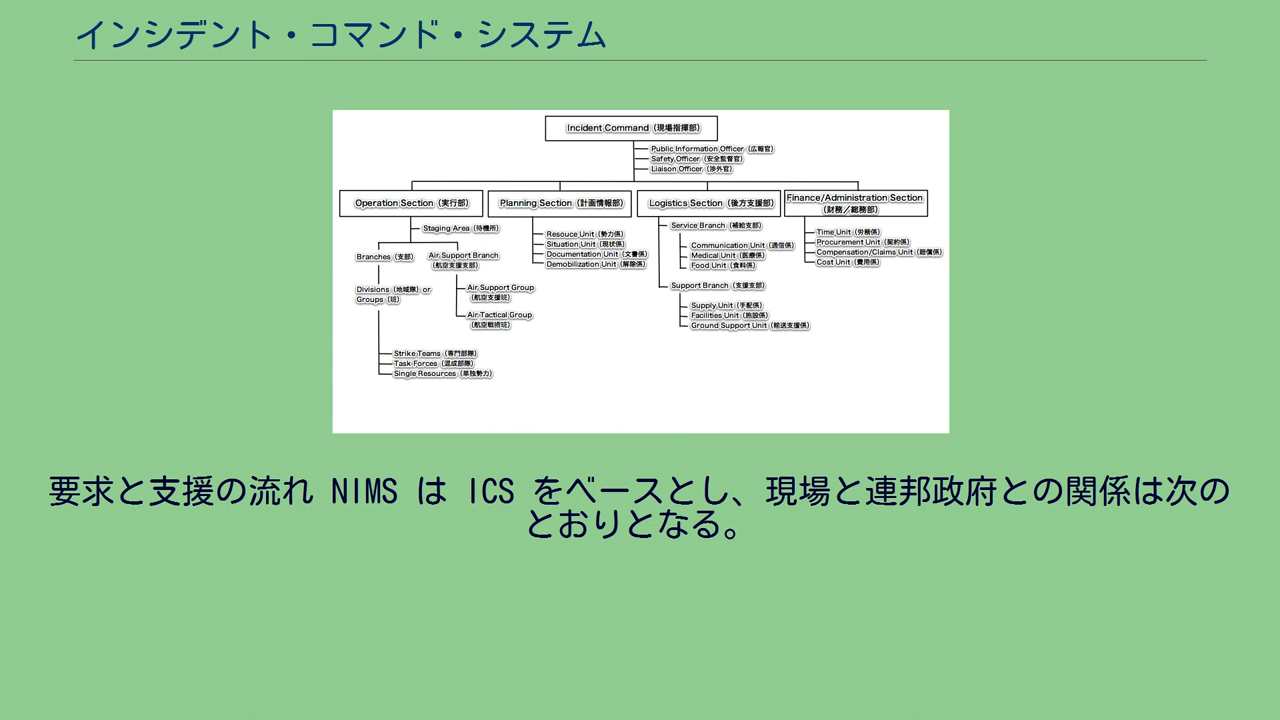 インシデント・コマンド・システム
Incident Command（現場指揮部）
Public Information Officer（広報官）
Safety Officer（安全監督官）
Liaison Officer（渉外官）
Operation Section（実行部）
Staging Area（待機所）
Branches（支部）
Air Support Branch
（航空支援支部）
Divisions（地域隊）or
Groups（班）
Air Support Group
（航空支援班）
Air Tactical Group
（航空戦術班）
Strike Teams（専門部隊）
Task Forces（混成部隊）
Single Resources（単独勢力）
Planning Section（計画情報部）
Resouce Unit（勢力係）
Situation Unit（現状係）
Documentation Unit（文書係）
Demobilization Unit（解除係）
Logistics Section（後方支援部）
Service Branch（補給支部）
Communication Unit（通信係）
Medical Unit（医療係）
Food Unit（食料係）
Support Branch（支援支部）
Supply Unit（手配係）
Facilities Unit（施設係）
Ground Support Unit（輸送支援係）
Finance/Administration Section
（財務／総務部）
Time Unit（労務係）
Procurement Unit（契約係）
Compensation/Claims Unit（賠償係）
Cost Unit（費用係）
要求と支援の流れ NIMS は ICS をベースとし、現場と連邦政府との関係は次の
とおりとなる。